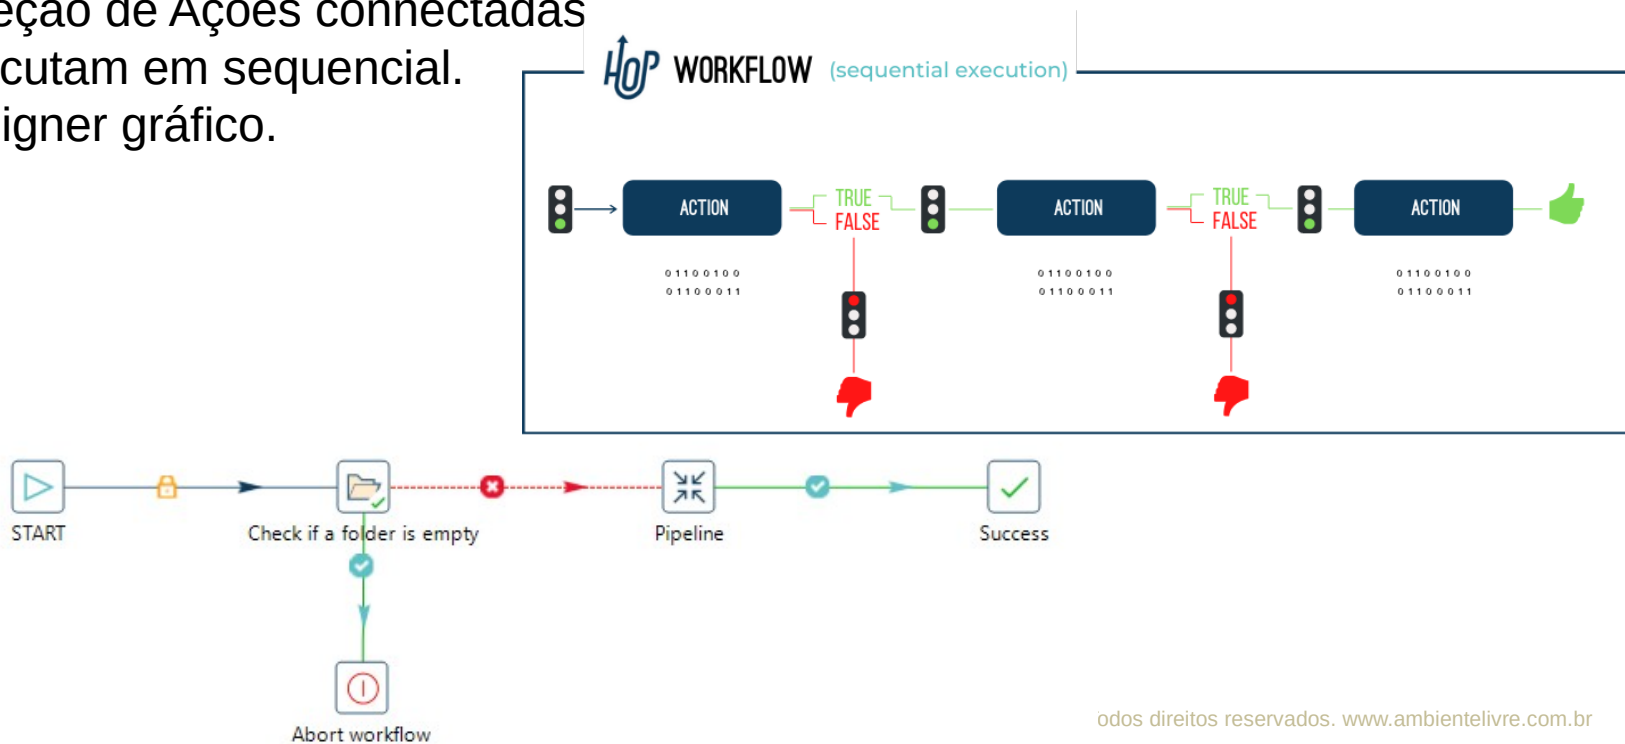 eção de Ações connectadas
cutam em sequencial.
igner gráfico.
HOP WORKFLOW (sequential execution)
ACTION TRUE FALSE ACTION TRUE FALSE ACTION
01100100 01100100 01100100
01100011 01100011 01100011
START Check if a folder is empty Pipeline Success
Abort workflow
odos direitos reservados. www.ambientelivre.com.br